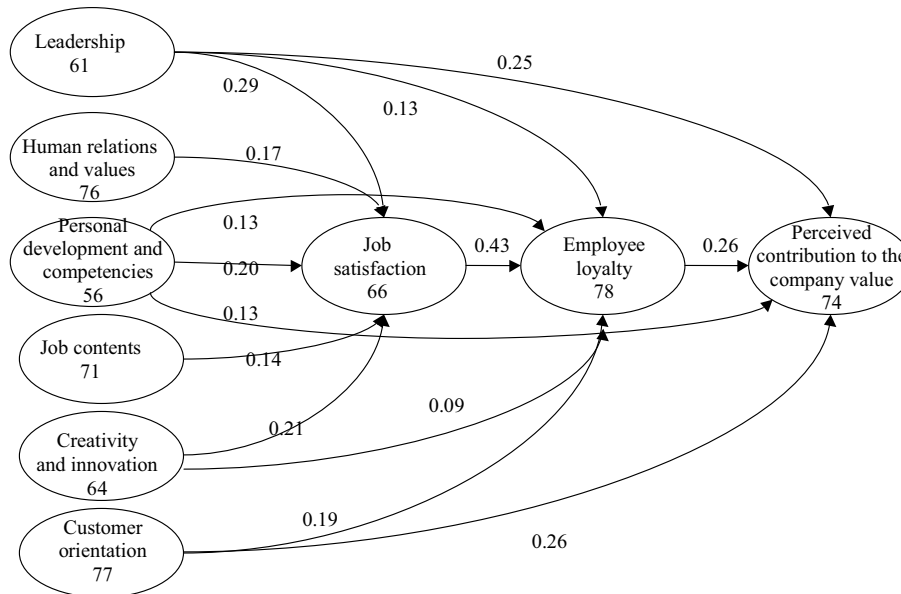 Leadership
61
0.25
0.29
0.13
Human relations
and values
76
0.17
Personal
development and
competencies
56
0.13
0.20
0.13
Job
satisfaction
66
0.43
Employee
loyalty
78
0.26
Perceived
contribution to the
company value
74
Job contents
71
0.14
Creativity
and innovation
64
0.21
0.09
Customer
orientation
77
0.19
0.26